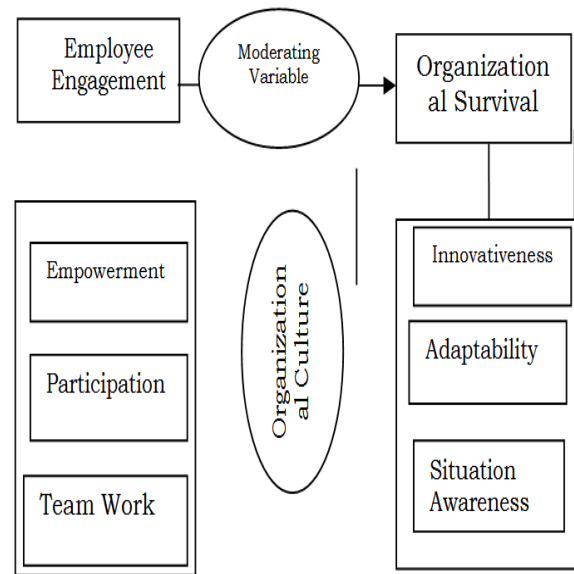 Employee
Engagement
Moderating
Variable
Organization
al Survival
Empowerment
Participation
Team Work
Organization
al Culture
Innovativeness
Adaptability
Situation
Awareness